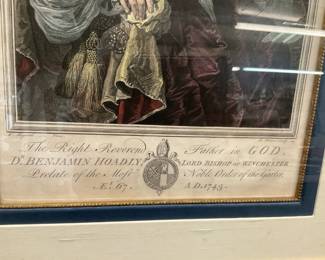 The Right Reverend Father in GOD,
Dr. BENJAMIN HOADLY, LORD BISHOP of WINCHESTER
Prelate of the Most Noble Order of the Garter,
Æt. 67. A.D. 1743.